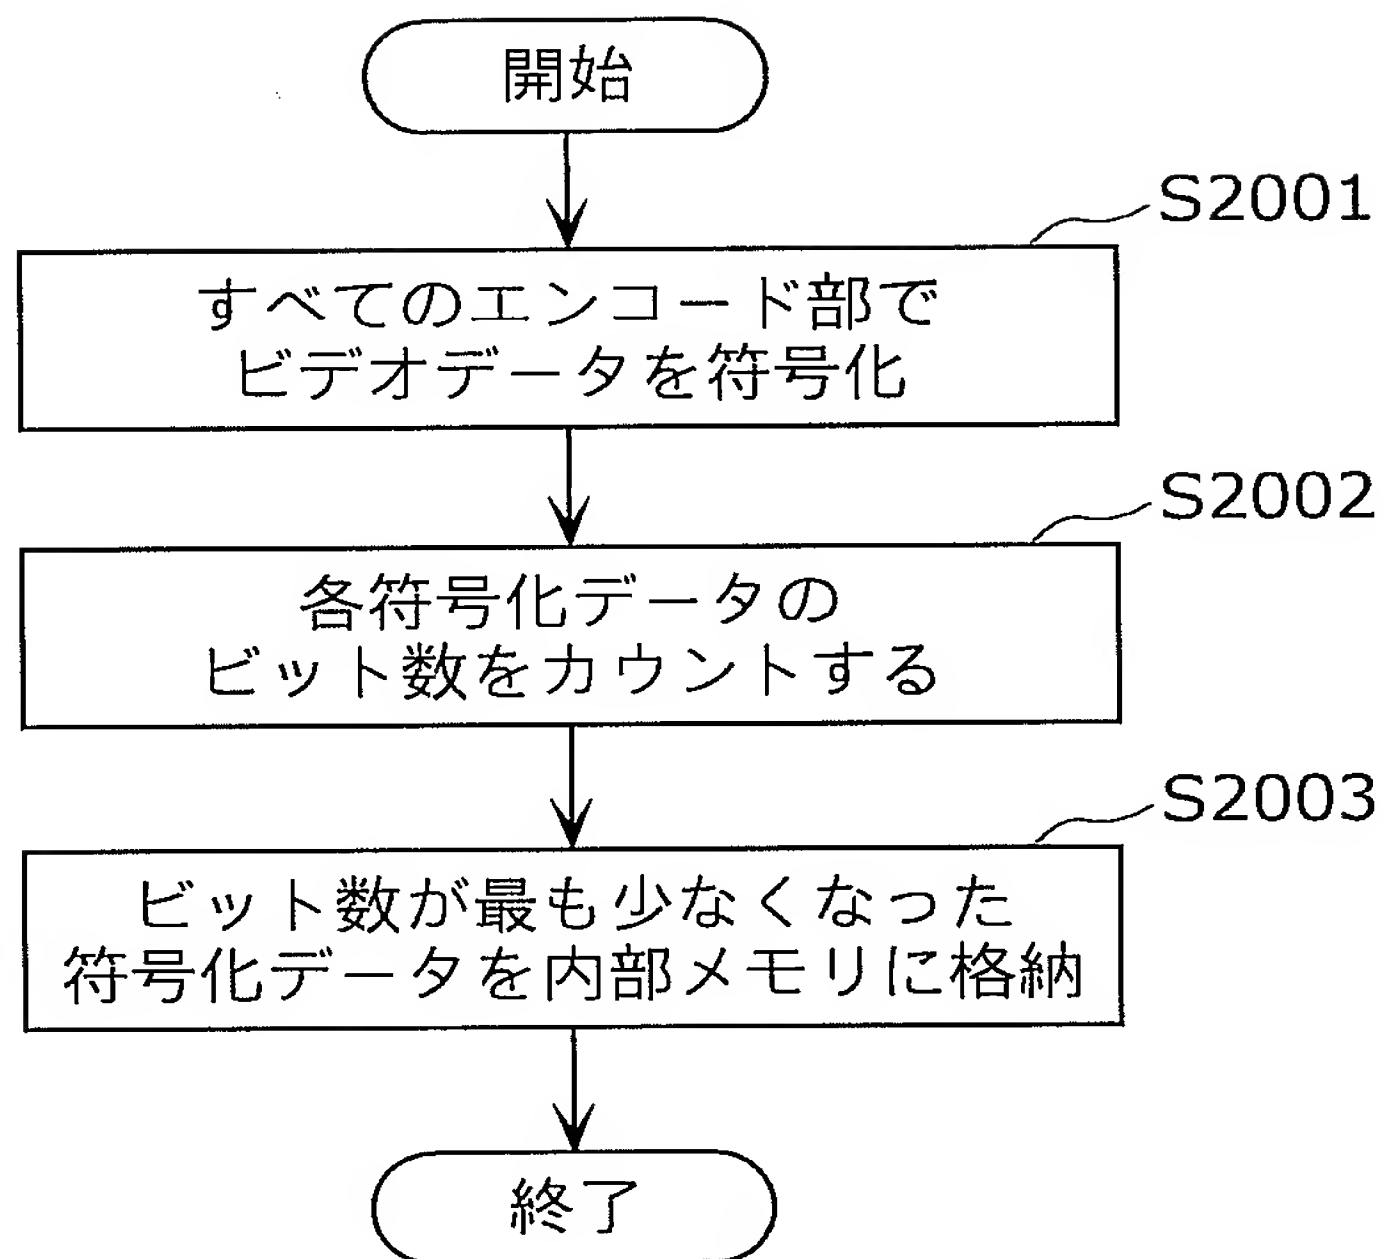 開始
S2001
すべてのエンコード部で
ビデオデータを符号化
S2002
各符号化データの
ビット数をカウントする
S2003
ビット数が最も少なくなった
符号化データを内部メモリに格納
終了